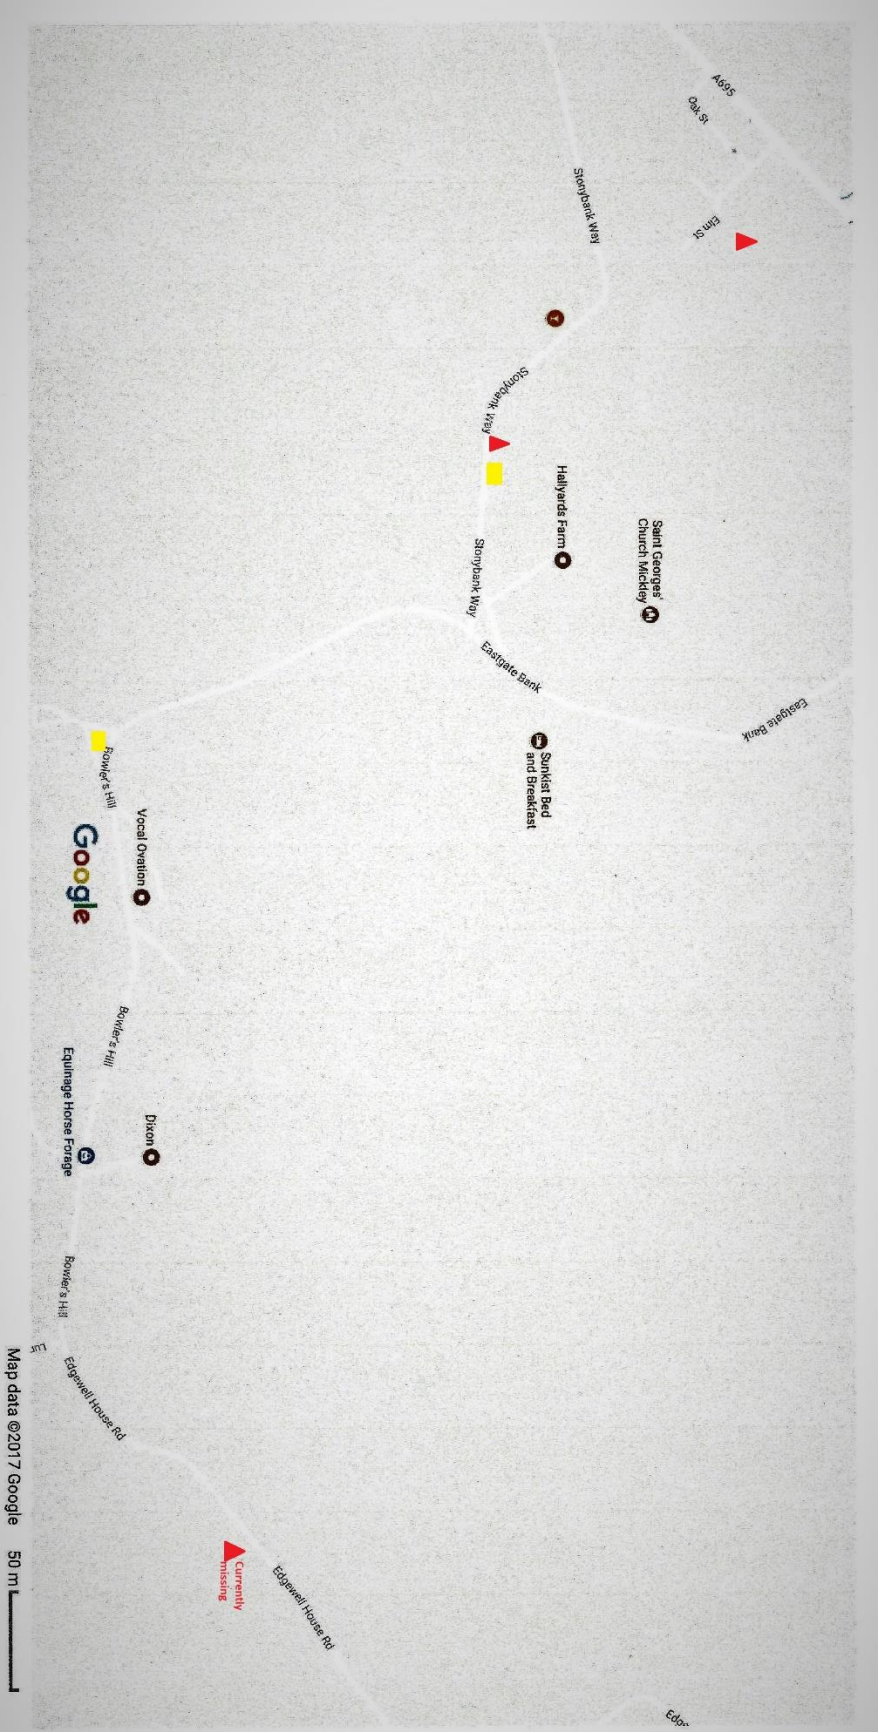 A695
Oak St
Elm St
Stonybank Way
Stonybank Way
Stonybank Way
Hallyards Farm
Saint Georges'
Church Mickley
Eastgate Bank
Eastgate Bank
Sunkist Bed
and Breakfast
Bowler's Hill
Vocal Ovation
Google
Bowler's Hill
Equinage Horse Forage
Dixon
Bowler's Hill
Edgewell House Rd
Currently
missing
Edgewell House Rd
Map data ©2017 Google 50 m